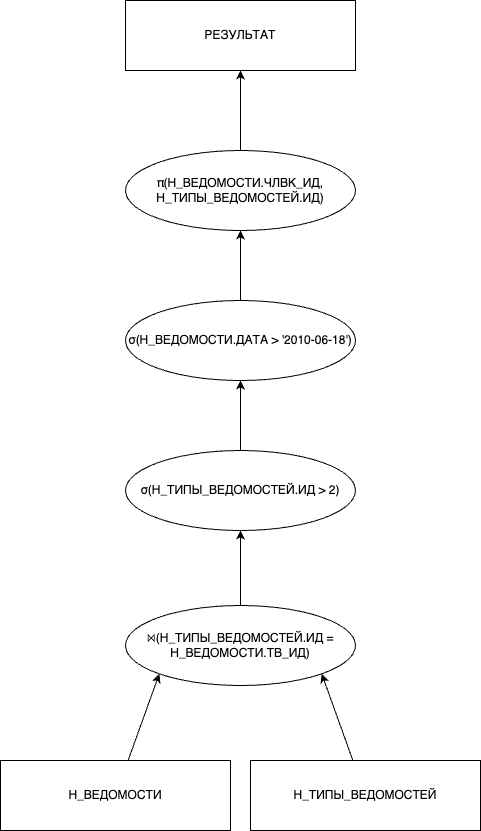 РЕЗУЛЬТАТ
π(Н_ВЕДОМОСТИ.ЧЛВК_ИД,
Н_ТИПЫ_ВЕДОМОСТЕЙ.ИД)
σ(Н_ВЕДОМОСТИ.ДАТА > '2010-06-18')
σ(Н_ТИПЫ_ВЕДОМОСТЕЙ.ИД > 2)
⋈(Н_ТИПЫ_ВЕДОМОСТЕЙ.ИД =
Н_ВЕДОМОСТИ.ТВ_ИД)
Н_ВЕДОМОСТИ
Н_ТИПЫ_ВЕДОМОСТЕЙ